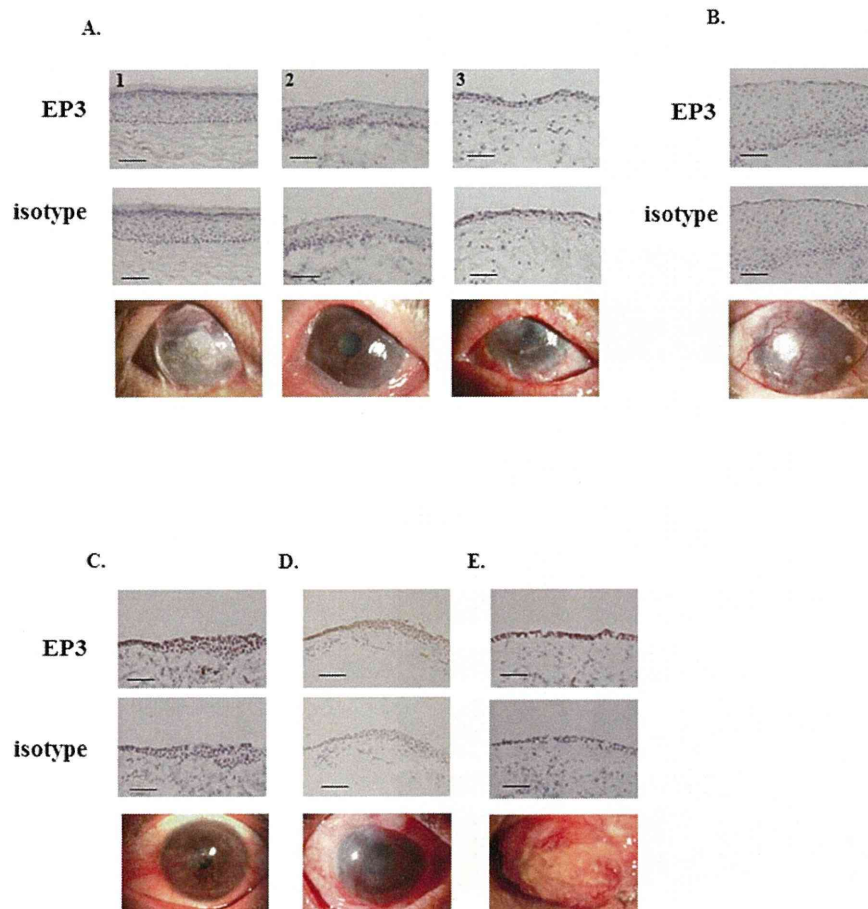 A.
B.
1
2
3
EP3
EP3
isotype
isotype
C.
D.
E.
EP3
isotype